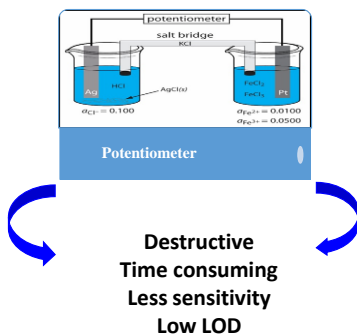 potentiometer
salt bridge
KCl
Ag
HCl
AgCl(s)
FeCl₂
FeCl₃
Pt
aCl⁻ = 0.100
aFe²⁺ = 0.0100
aFe³⁺ = 0.0500
Potentiometer
Destructive
Time consuming
Less sensitivity
Low LOD